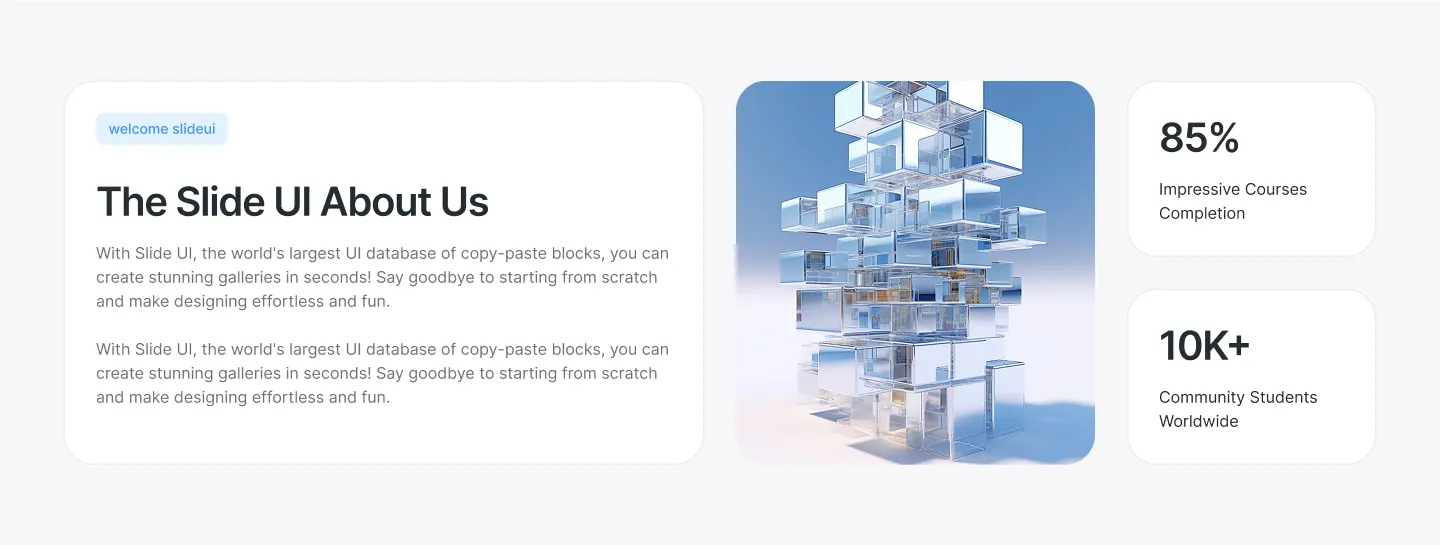 welcome slideui
The Slide UI About Us
With Slide UI, the world's largest UI database of copy-paste blocks, you can
create stunning galleries in seconds! Say goodbye to starting from scratch
and make designing effortless and fun.
With Slide UI, the world's largest UI database of copy-paste blocks, you can
create stunning galleries in seconds! Say goodbye to starting from scratch
and make designing effortless and fun.
85%
Impressive Courses
Completion
10K+
Community Students
Worldwide